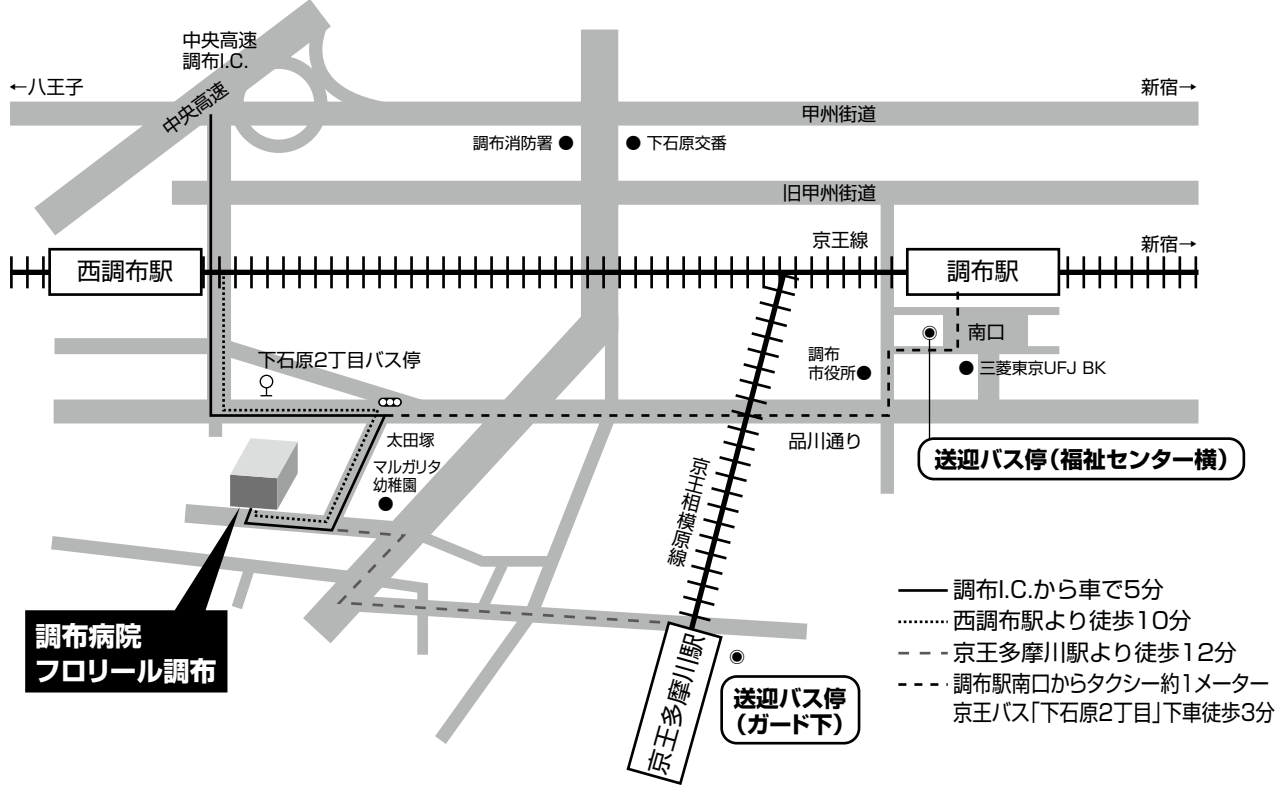 中央高速
調布I.C.
←八王子
新宿→
中央高速
甲州街道
調布消防署
下石原交番
旧甲州街道
京王線
新宿→
西調布駅
調布駅
南口
下石原2丁目バス停
調布
市役所
三菱東京UFJ BK
太田塚
品川通り
マルガリタ
幼稚園
送迎バス停(福祉センター横)
京王相模原線
調布病院
フロリール調布
京王多摩川駅
送迎バス停
(ガード下)
調布I.C.から車で5分
西調布駅より徒歩10分
京王多摩川駅より徒歩12分
調布駅南口からタクシー約1メーター
京王バス「下石原2丁目」下車徒歩3分